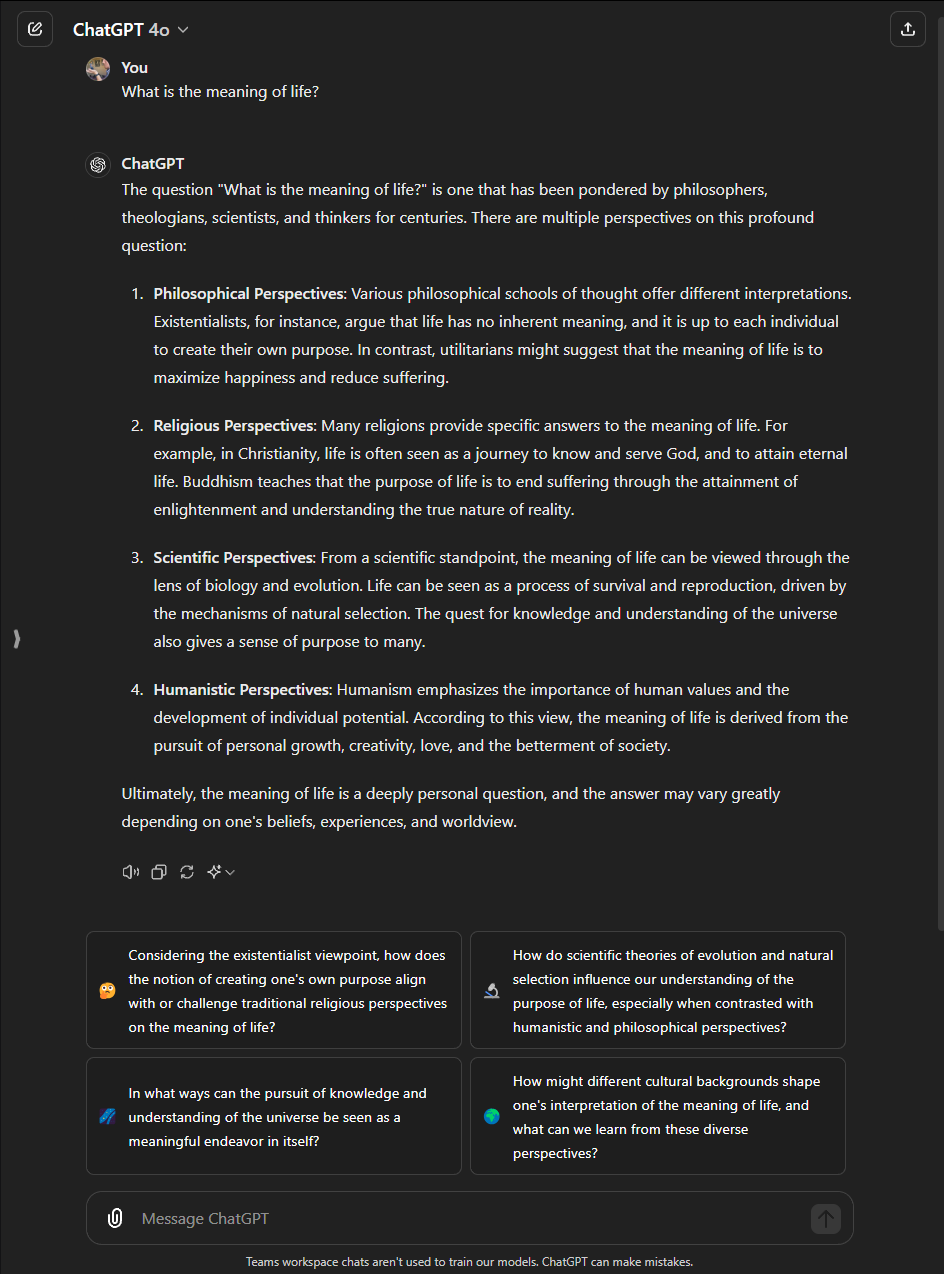 ChatGPT 4o
You
What is the meaning of life?
ChatGPT
The question "What is the meaning of life?" is one that has been pondered by philosophers,
theologians, scientists, and thinkers for centuries. There are multiple perspectives on this profound
question:
1. Philosophical Perspectives: Various philosophical schools of thought offer different interpretations.
Existentialists, for instance, argue that life has no inherent meaning, and it is up to each individual
to create their own purpose. In contrast, utilitarians might suggest that the meaning of life is to
maximize happiness and reduce suffering.
2. Religious Perspectives: Many religions provide specific answers to the meaning of life. For
example, in Christianity, life is often seen as a journey to know and serve God, and to attain eternal
life. Buddhism teaches that the purpose of life is to end suffering through the attainment of
enlightenment and understanding the true nature of reality.
3. Scientific Perspectives: From a scientific standpoint, the meaning of life can be viewed through the
lens of biology and evolution. Life can be seen as a process of survival and reproduction, driven by
the mechanisms of natural selection. The quest for knowledge and understanding of the universe
also gives a sense of purpose to many.
4. Humanistic Perspectives: Humanism emphasizes the importance of human values and the
development of individual potential. According to this view, the meaning of life is derived from the
pursuit of personal growth, creativity, love, and the betterment of society.
Ultimately, the meaning of life is a deeply personal question, and the answer may vary greatly
depending on one's beliefs, experiences, and worldview.
Considering the existentialist viewpoint, how does
the notion of creating one's own purpose align
with or challenge traditional religious perspectives
on the meaning of life?
How do scientific theories of evolution and natural
selection influence our understanding of the
purpose of life, especially when contrasted with
humanistic and philosophical perspectives?
In what ways can the pursuit of knowledge and
understanding of the universe be seen as a
meaningful endeavor in itself?
How might different cultural backgrounds shape
one's interpretation of the meaning of life, and
what can we learn from these diverse
perspectives?
Message ChatGPT
Teams workspace chats aren't used to train our models. ChatGPT can make mistakes.